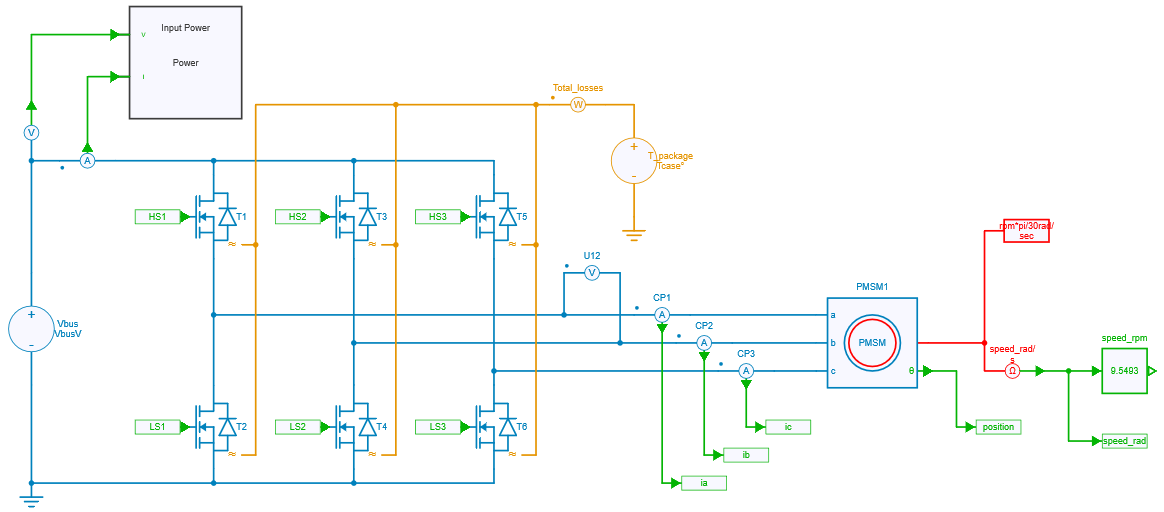 Input Power
v
Power
i
Total_losses
W
V
A
T_package
Tcase°
+
-
HS1
T1
HS2
T3
HS3
T5
≈
≈
≈
rpm*pi/30rad/
sec
U12
V
PMSM1
CP1
A
a
+
-
Vbus
VbusV
CP2
A
b
PMSM
speed_rad/
s
Ω
speed_rpm
9.5493
CP3
A
c
θ
LS1
T2
LS2
T4
LS3
T6
≈
≈
≈
ic
position
speed_rad
ib
ia